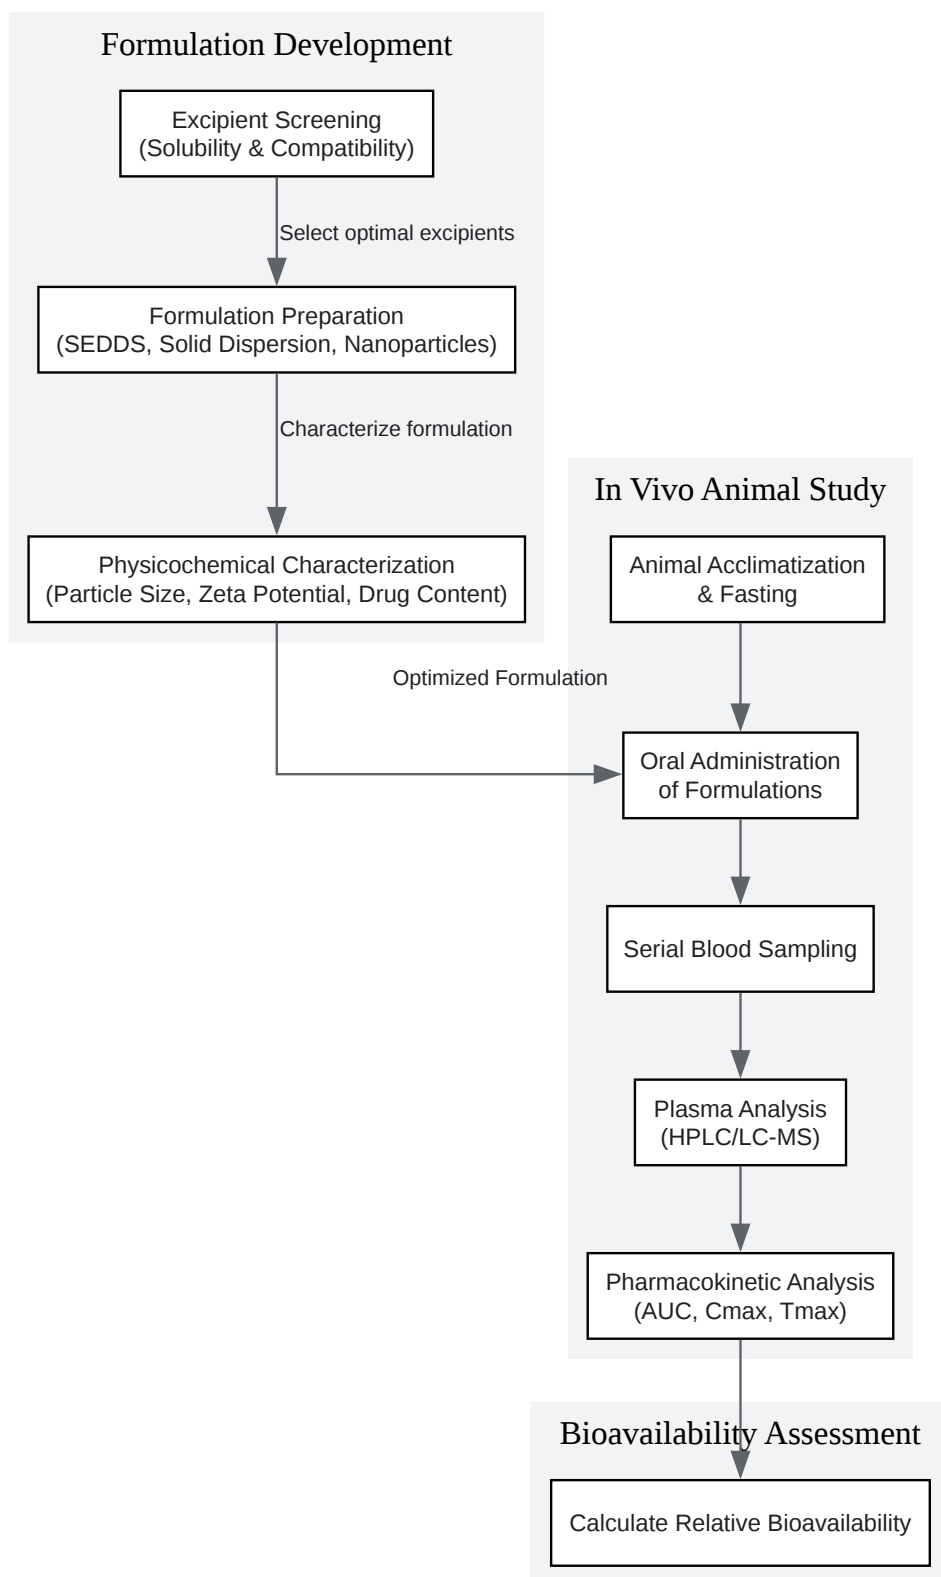 Formulation Development
Excipient Screening
(Solubility & Compatibility)
Select optimal excipients
Formulation Preparation
(SEDDS, Solid Dispersion, Nanoparticles)
Characterize formulation
Physicochemical Characterization
(Particle Size, Zeta Potential, Drug Content)
Optimized Formulation
In Vivo Animal Study
Animal Acclimatization
& Fasting
Oral Administration
of Formulations
Serial Blood Sampling
Plasma Analysis
(HPLC/LC-MS)
Pharmacokinetic Analysis
(AUC, Cmax, Tmax)
Bioavailability Assessment
Calculate Relative Bioavailability